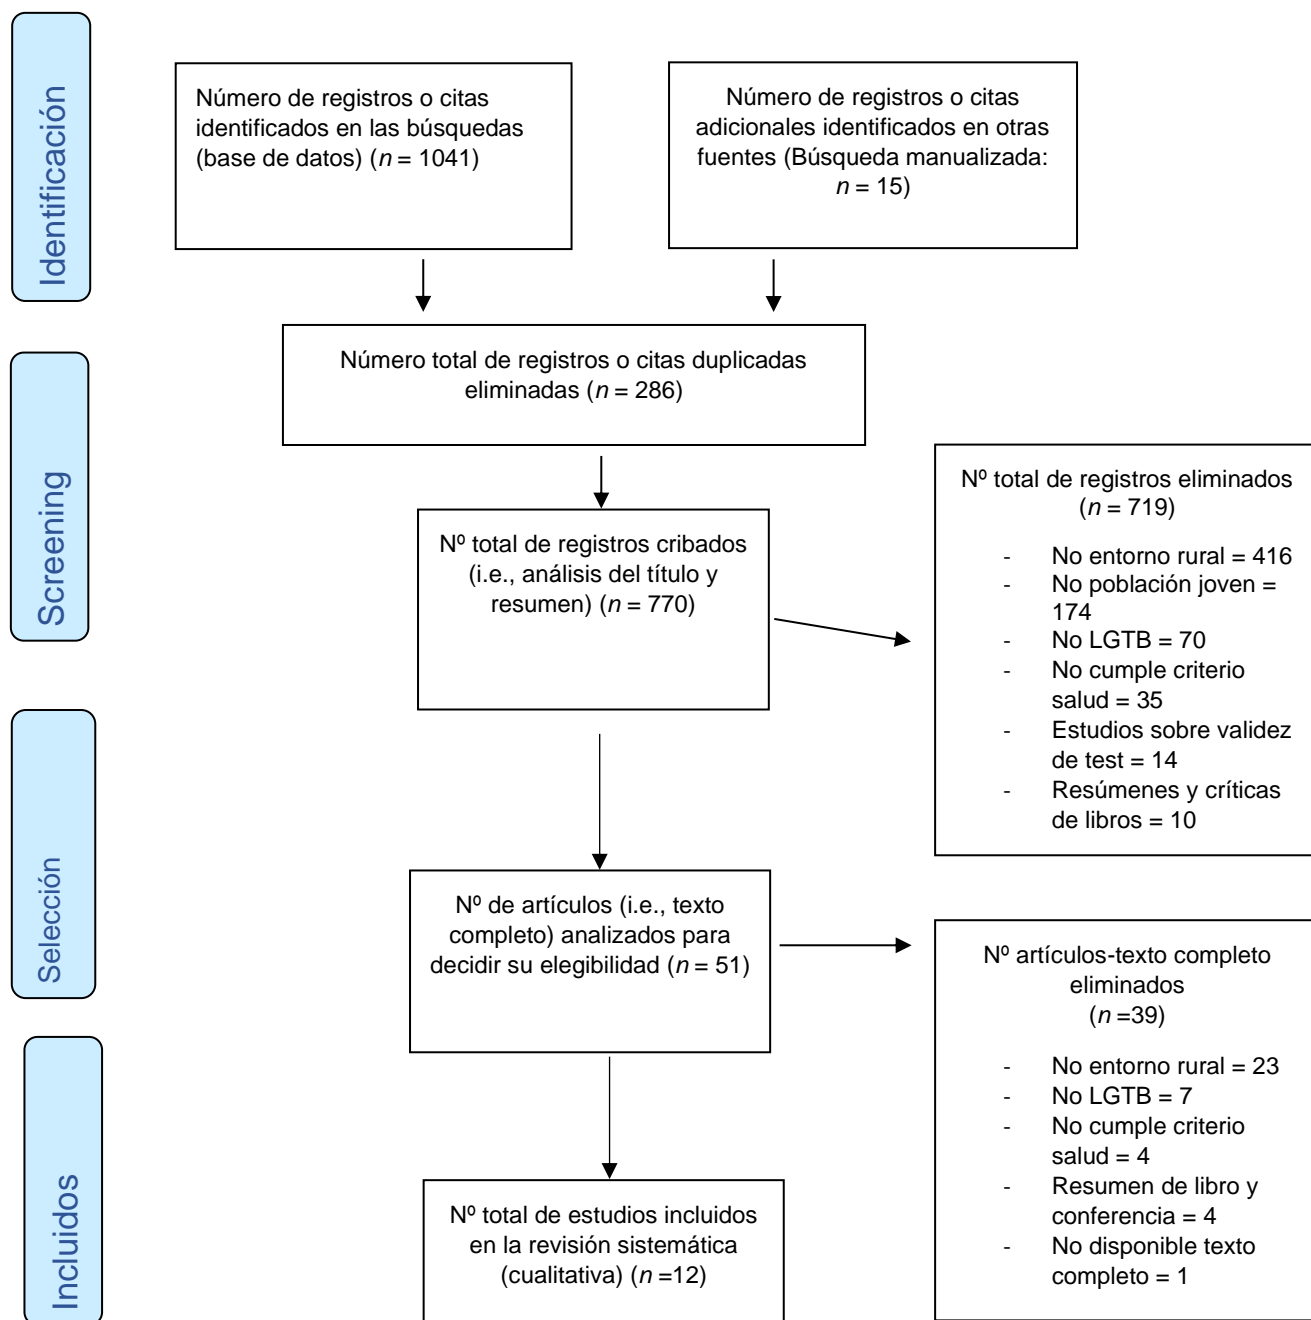 Identificación
Número de registros o citas
identificados en las búsquedas
(base de datos) (n = 1041)
Número de registros o citas
adicionales identificados en otras
fuentes (Búsqueda manualizada:
n = 15)
Número total de registros o citas duplicadas
eliminadas (n = 286)
Screening
Nº total de registros cribados
(i.e., análisis del título y
resumen) (n = 770)
Nº total de registros eliminados
(n = 719)
- No entorno rural = 416
- No población joven =
174
- No LGTB = 70
- No cumple criterio
salud = 35
- Estudios sobre validez
de test = 14
- Resúmenes y críticas
de libros = 10
Selección
Nº de artículos (i.e., texto
completo) analizados para
decidir su elegibilidad (n = 51)
Nº artículos-texto completo
eliminados
(n =39)
- No entorno rural = 23
- No LGTB = 7
- No cumple criterio
salud = 4
- Resumen de libro y
conferencia = 4
- No disponible texto
completo = 1
Incluidos
Nº total de estudios incluidos
en la revisión sistemática
(cualitativa) (n =12)